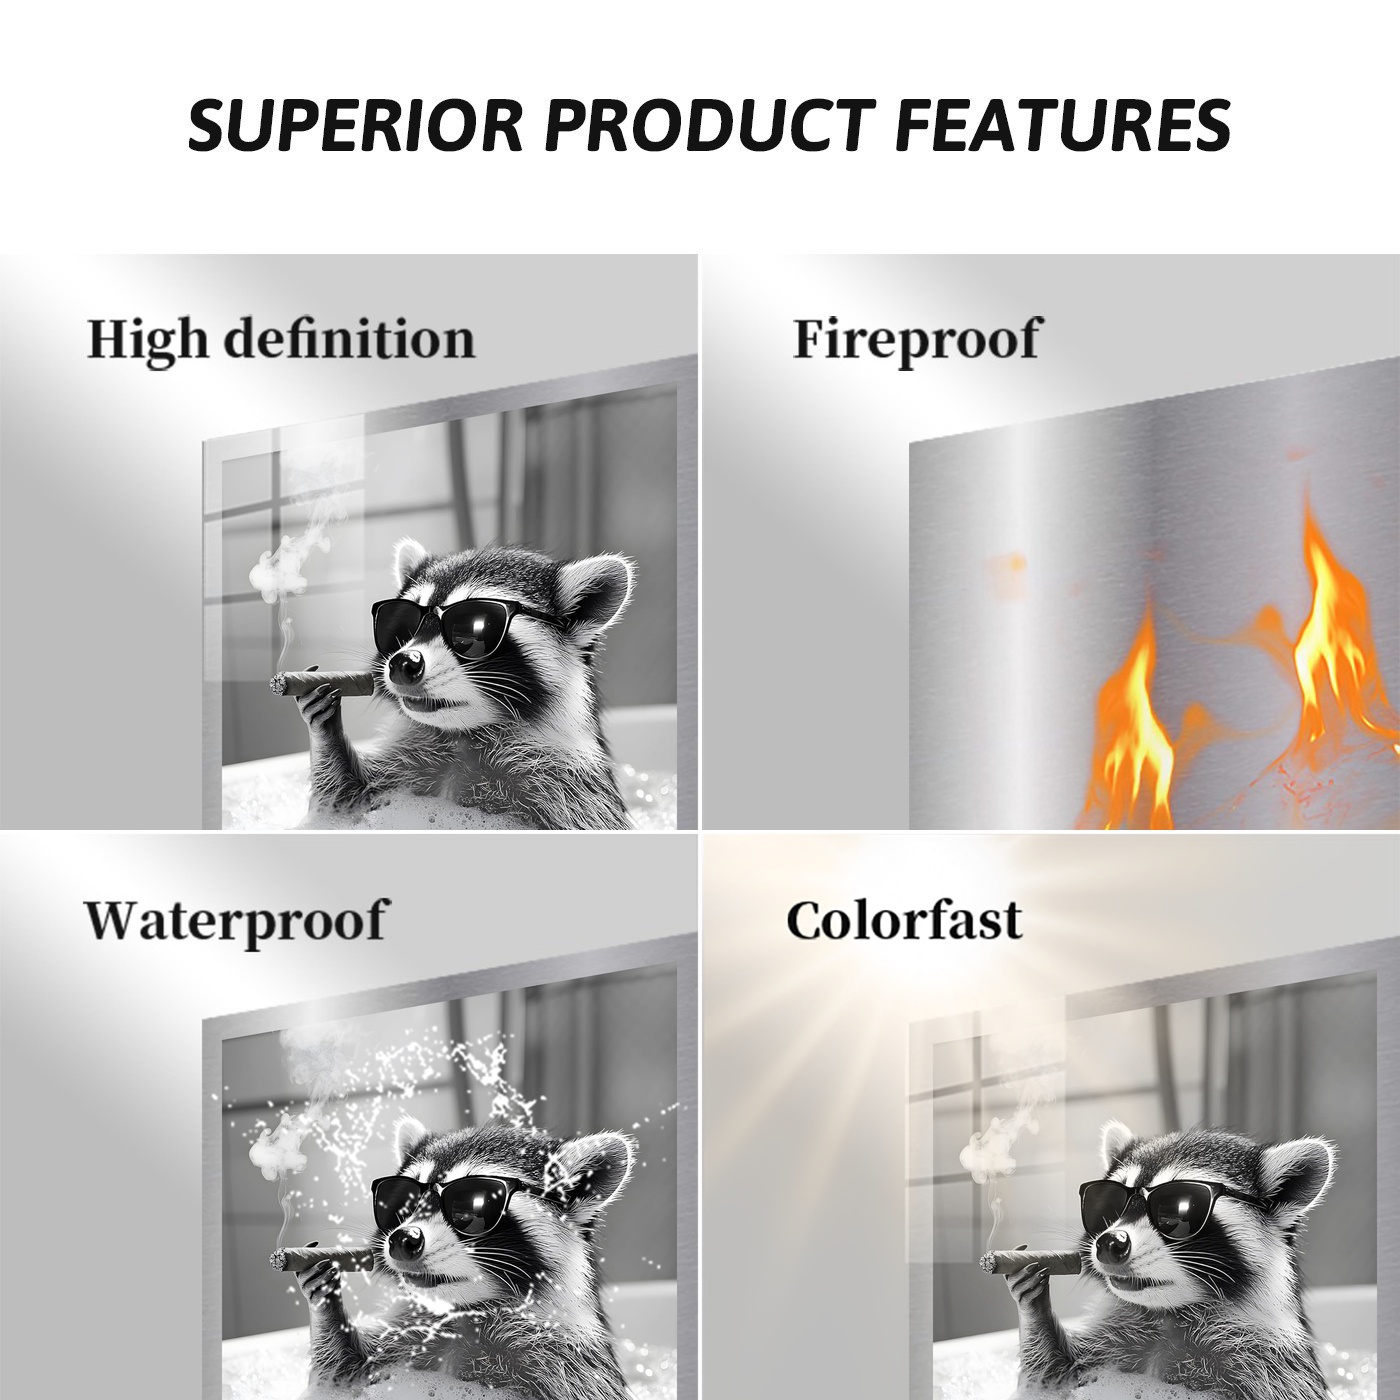 SUPERIOR PRODUCT FEATURES
High definition
Fireproof
Waterproof
Colorfast